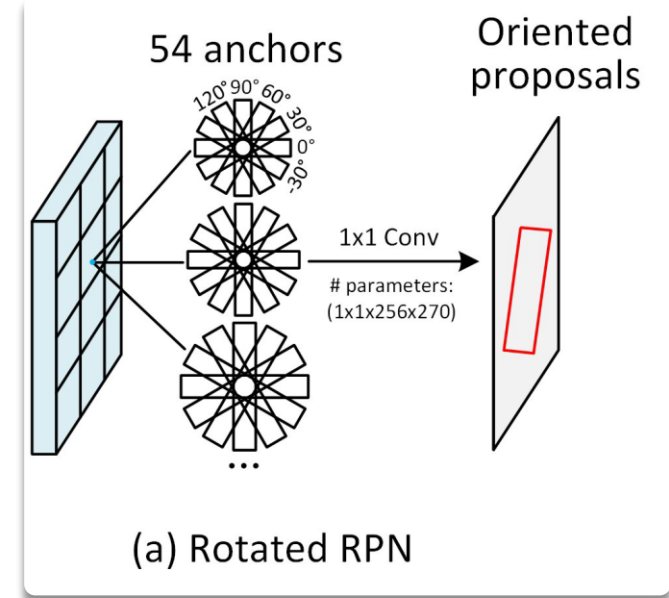 54 anchors
Oriented
proposals
120° 90° 60° 30° 0° -30°
1x1 Conv
# parameters:
(1x1x256x270)
...
(a) Rotated RPN